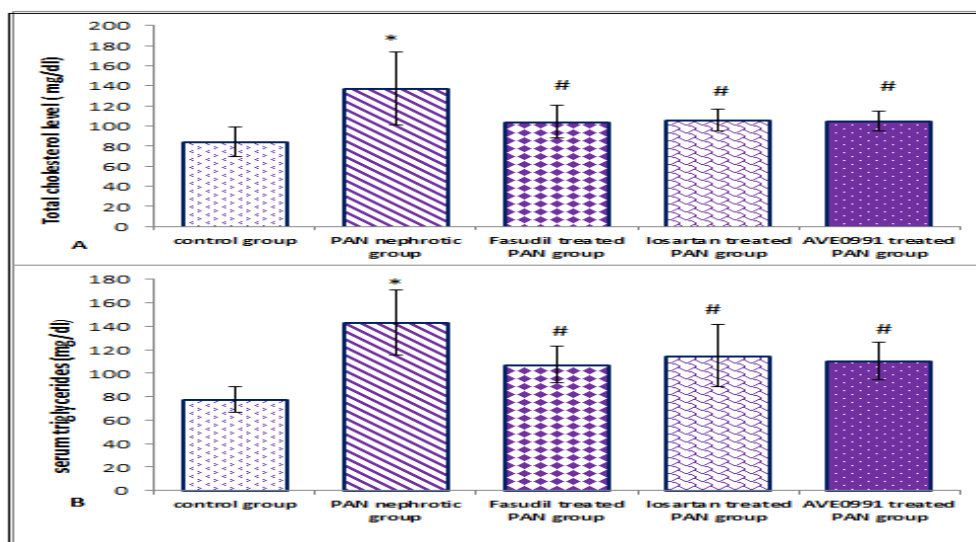 Total cholesterol level ( mg/dl)
200
180
160
140
120
100
80
60
40
20
0
*
#
#
#
A
control group
PAN nephrotic group
Fasudil treated PAN group
losartan treated PAN group
AVE0991 treated PAN group
serum triglycerides (mg/dl)
180
160
140
120
100
80
60
40
20
0
*
#
#
#
B
control group
PAN nephrotic group
Fasudil treated PAN group
losartan treated PAN group
AVE0991 treated PAN group